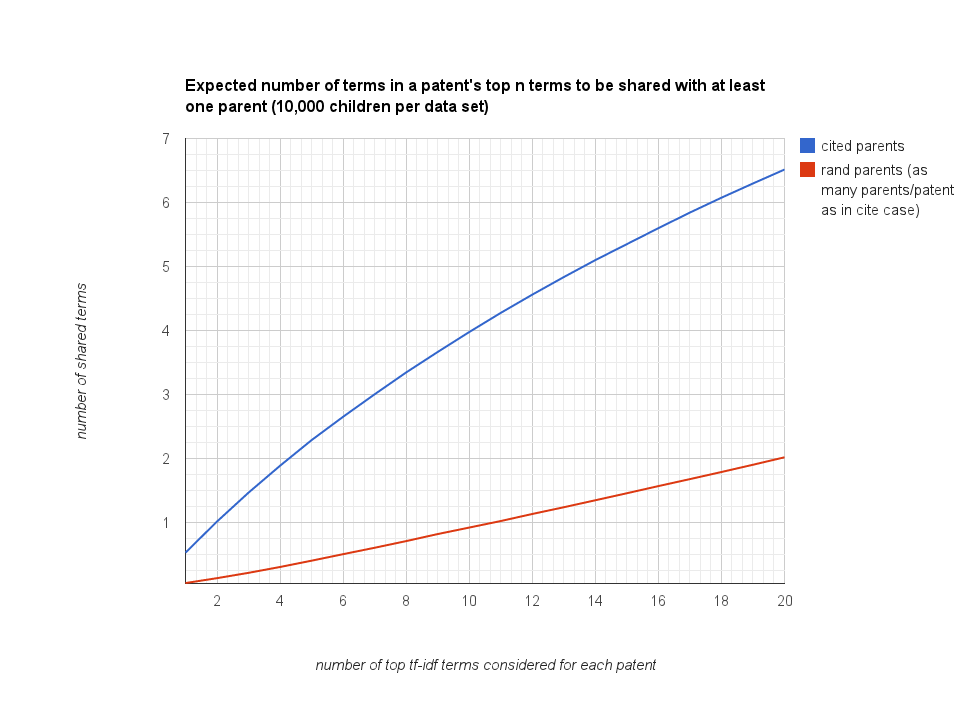 Expected number of terms in a patent's top n terms to be shared with at least
one parent (10,000 children per data set)
7
6
5
4
3
2
1
cited parents
rand parents (as
many parents/patent
as in cite case)
number of shared terms
2 4 6 8 10 12 14 16 18 20
number of top tf-idf terms considered for each patent